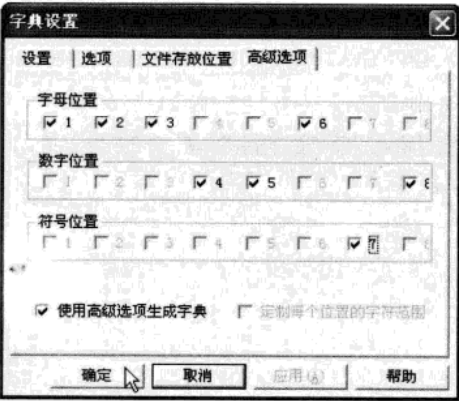 字典设置
设置 选项 文件存放位置 高级选项
字母位置
1 2 3 4 5 6 7 8
数字位置
1 2 3 4 5 6 7 8
符号位置
1 2 3 4 5 6 7 8
使用高级选项生成字典 定制每个位置的字符范围
确定 取消 应用(A) 帮助